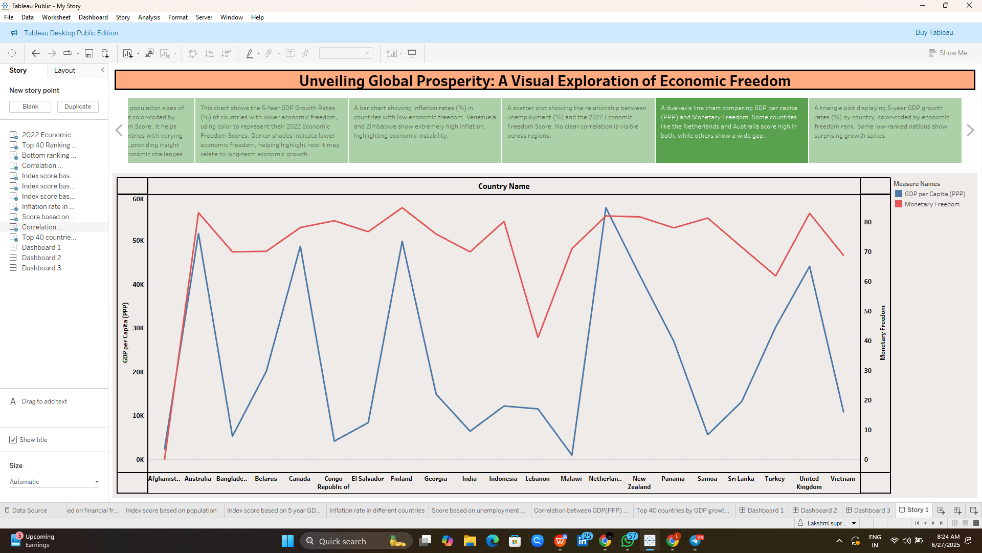 Tableau Public - My Story
File Data Worksheet Dashboard Story Analysis Format Server Window Help
Tableau Desktop Public Edition
Buy Tableau
Show Me
Story Layout
New story point
Blank Duplicate
2022 Economic
Top 40 Ranking ...
Bottom ranking ...
Correlation ...
Index score bas...
Index score bas...
Index score bas...
Inflation rate in ...
Score based on ...
Correlation ...
Top 40 countrie...
Dashboard 1
Dashboard 2
Dashboard 3
A Drag to add text
Show title
Size
Automatic
Unveiling Global Prosperity: A Visual Exploration of Economic Freedom
population sizes of
color-coded by
m Score. It helps
ntries with varying
providing insight
onomic challenges
This chart shows the 5-Year GDP Growth Rates
(%) of countries with lower economic freedom,
using color to represent their 2022 Economic
Freedom Scores. Darker shades indicate lower
economic freedom, helping highlight how it may
relate to long-term economic growth
A bar chart showing inflation rates (%) in
countries with low economic freedom. Venezuela
and Zimbabwe show extremely high inflation,
highlighting economic instability.
A scatter plot showing the relationship between
unemployment (%) and the 2022 Economic
Freedom Score. No clear correlation is visible
across regions.
A dual-axis line chart comparing GDP per capita
(PPP) and Monetary Freedom. Some countries
like the Netherlands and Australia score high in
both, while others show a wide gap.
A triangle plot displaying 5-year GDP growth
rates (%) by country, color-coded by economic
freedom rank. Some low-ranked nations show
surprising growth spikes.
Country Name
Measure Names
GDP per Capita (PPP)
Monetary Freedom
60K
50K
40K
30K
20K
10K
0K
GDP per Capita (PPP)
80
70
60
50
40
30
20
10
0
Monetary Freedom
Afghanist.. Australia Banglade.. Belarus Canada Congo Republic of El Salvador Finland Georgia India Indonesia Lebanon Malawi Netherlan.. New Zealand Panama Samoa Sri Lanka Turkey United Kingdom Vietnam
Data Source ed on financial fr... Index score based on population Index score based on 5 year GD... Inflation rate in different countries Score based on unemployment ... Correlation between GDP(PPP) ... Top 40 countries by GDP growt... Dashboard 1 Dashboard 2 Dashboard 3 Story 1
Lakshmi supr...
Upcoming
Earnings
Quick search
ENG
IN
8:24 AM
6/27/2025